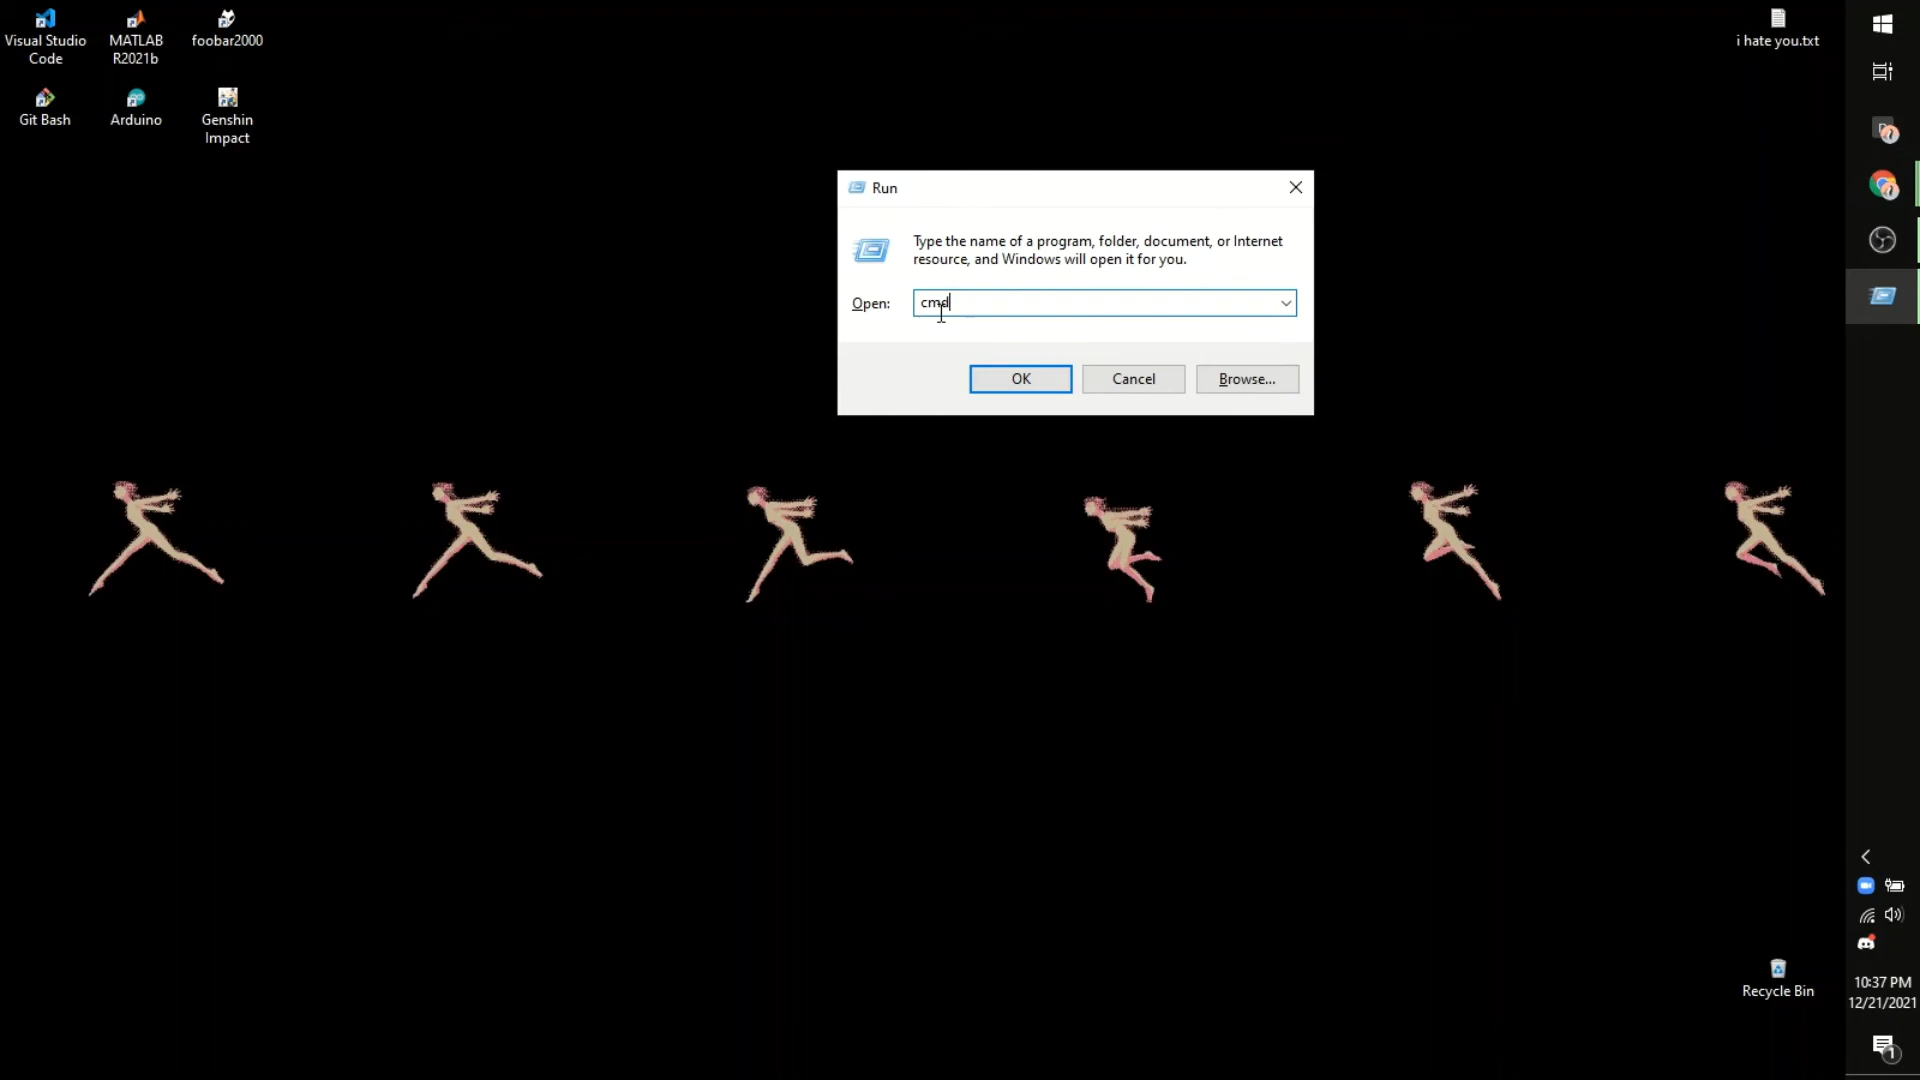 Visual Studio
Code
MATLAB
R2021b
foobar2000
i hate you.txt
Git Bash
Arduino
Genshin
Impact
Run
Type the name of a program, folder, document, or Internet
resource, and Windows will open it for you.
Open:
cmd
OK
Cancel
Browse...
Recycle Bin
10:37 PM
12/21/2021
1